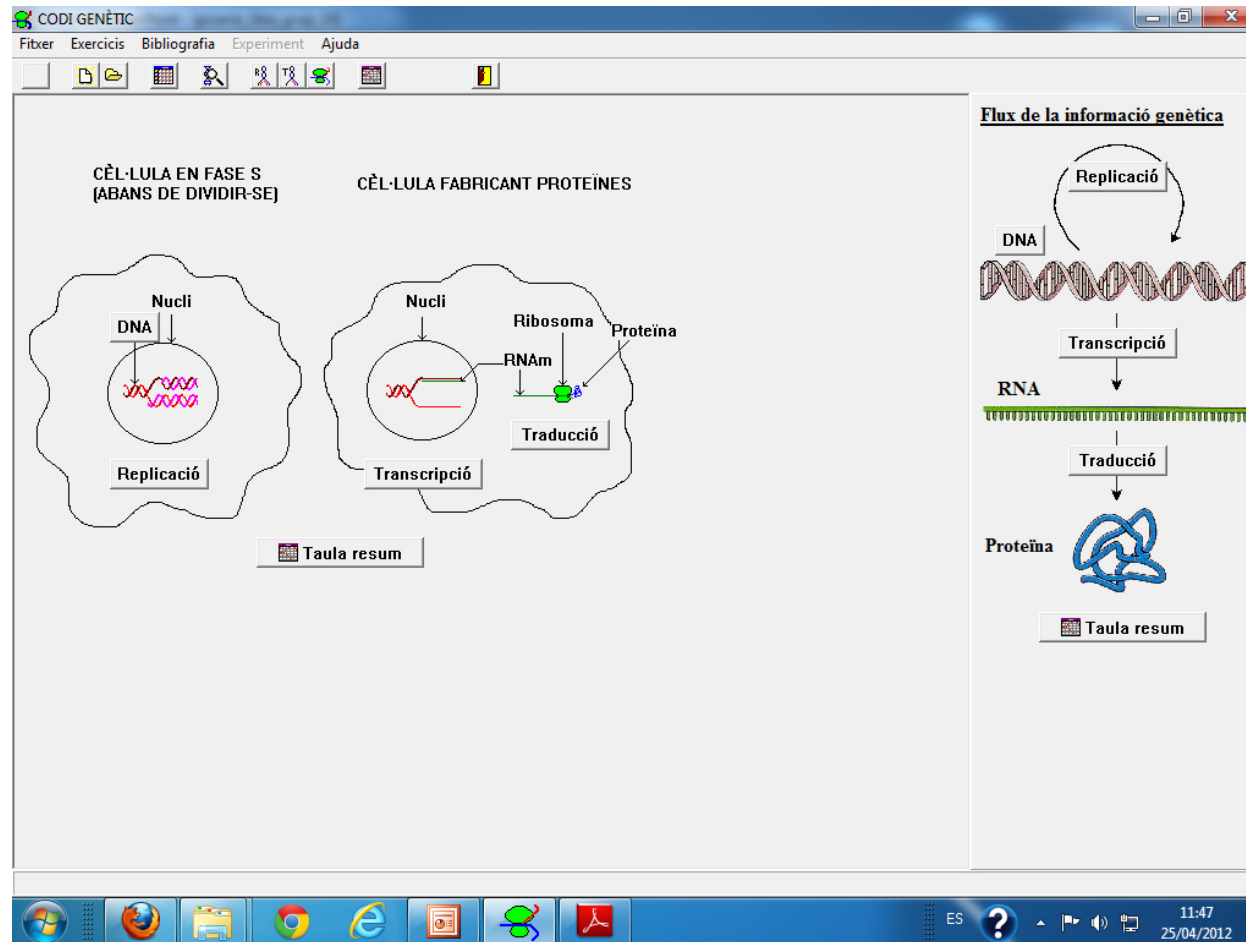 CODI GENÈTIC
Fitxer Exercicis Bibliografia Experiment Ajuda
CÈL·LULA EN FASE S
(ABANS DE DIVIDIR-SE)
CÈL·LULA FABRICANT PROTEÏNES
Nucli
DNA
Replicació
Nucli
Ribosoma
Proteïna
RNAm
Traducció
Transcripció
Taula resum
Flux de la informació genètica
Replicació
DNA
Transcripció
RNA
Traducció
Proteïna
Taula resum
ES
11:47
25/04/2012